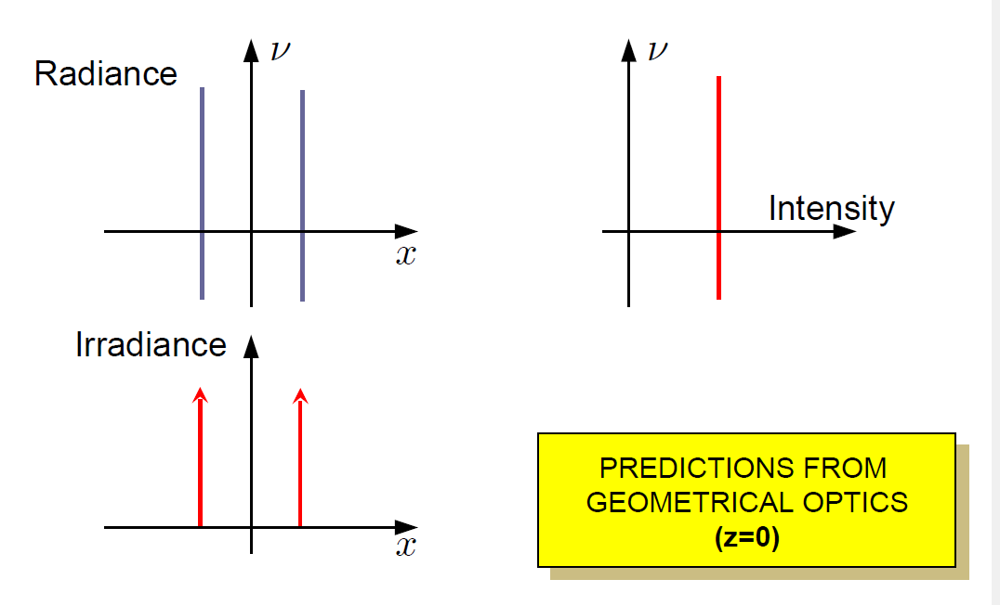 ν
Radiance
x
ν
Intensity
Irradiance
x
PREDICTIONS FROM
GEOMETRICAL OPTICS
(z=0)